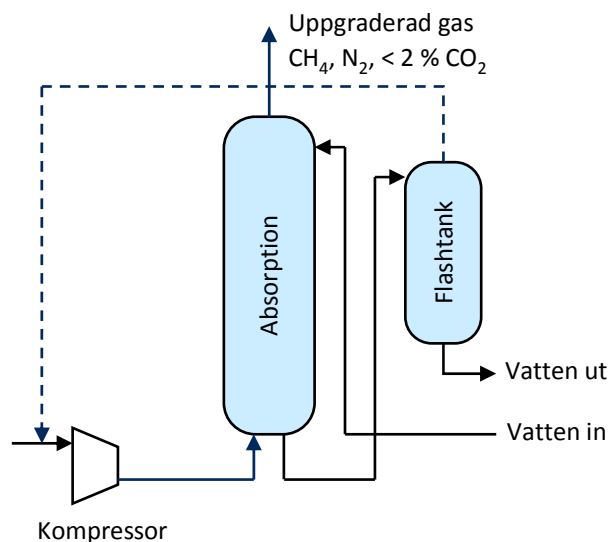 Uppgraderad gas
CH₄, N₂, < 2 % CO₂
Absorption
Flashtank
Vatten ut
Vatten in
Kompressor